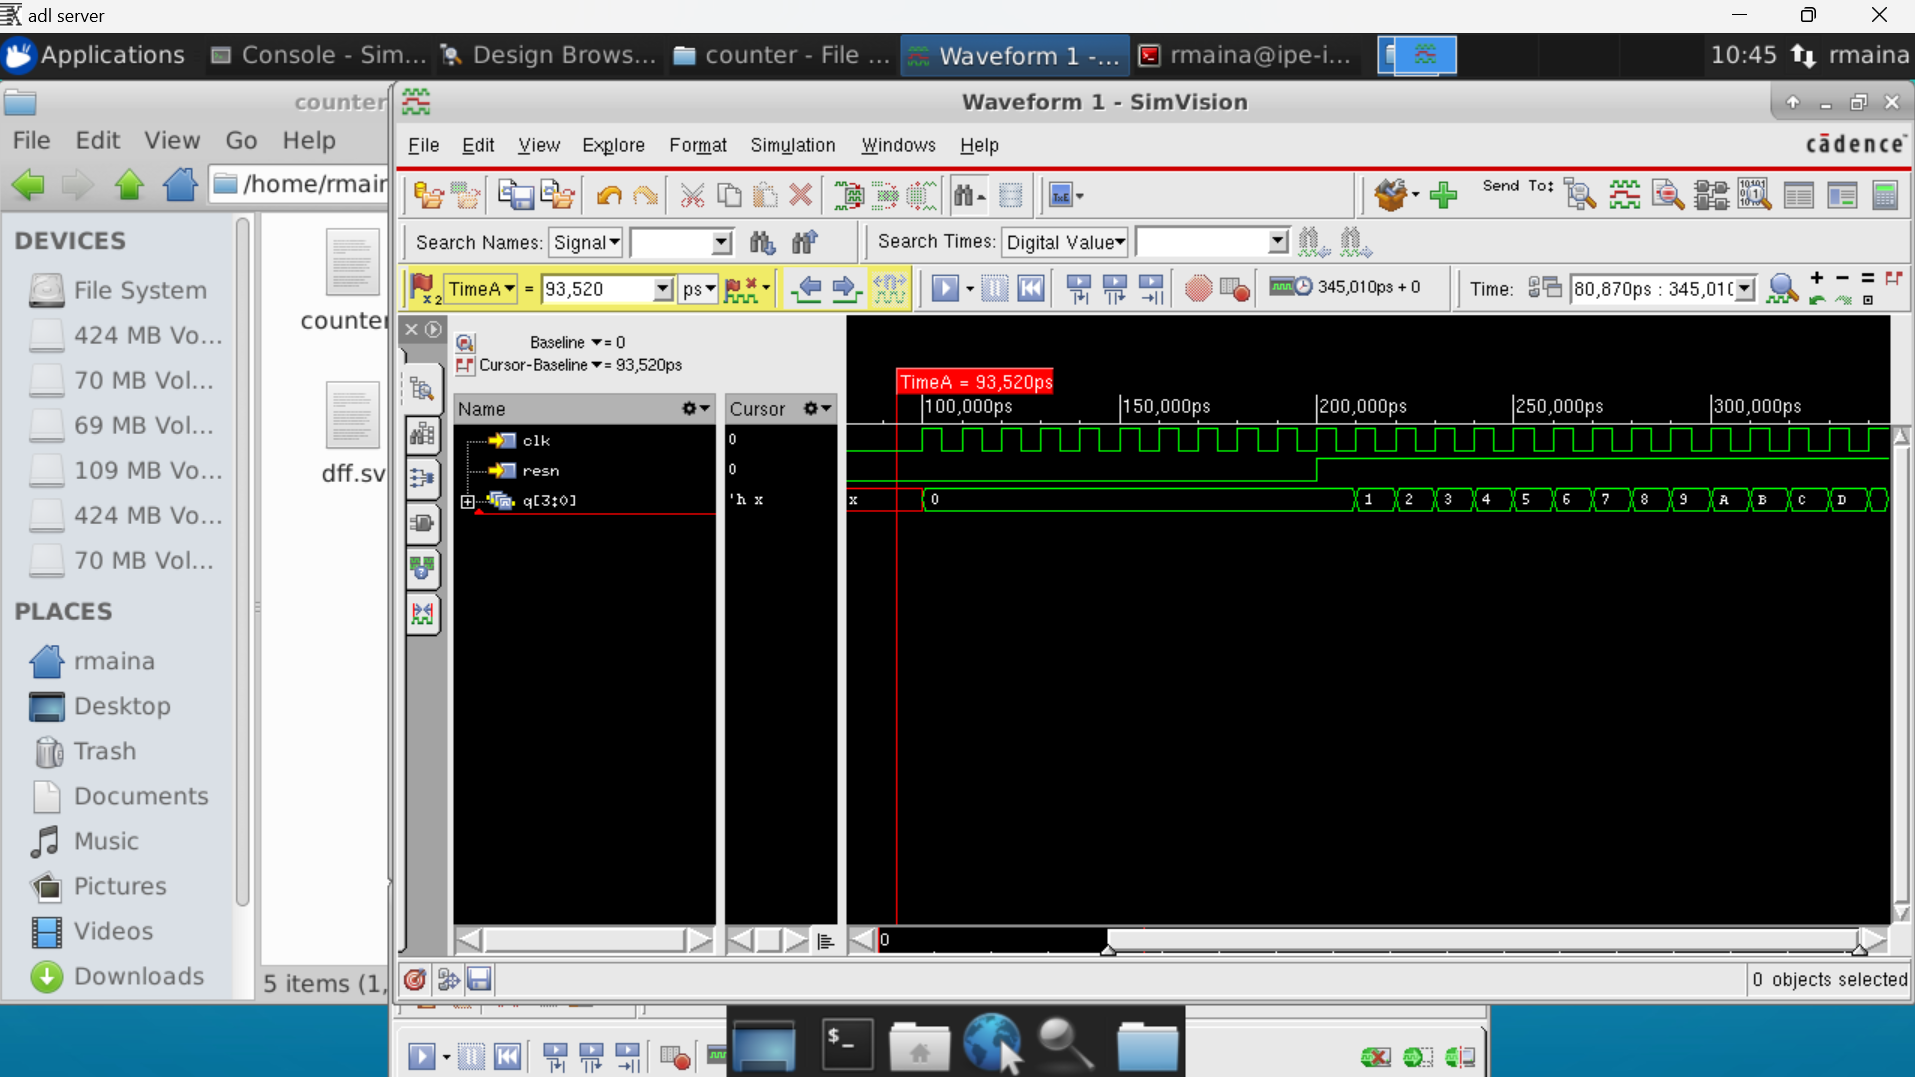 adl server
Applications
Console - Sim...
Design Brows...
counter - File ...
Waveform 1 -...
rmaina@ipe-i...
10:45
rmaina
counter
File Edit View Go Help
/home/rmair
DEVICES
File System
424 MB Vo...
70 MB Vol...
69 MB Vol...
109 MB Vo...
424 MB Vo...
70 MB Vol...
PLACES
rmaina
Desktop
Trash
Documents
Music
Pictures
Videos
Downloads
counter
dff.sv
5 items (1,
Waveform 1 - SimVision
File Edit View Explore Format Simulation Windows Help
cādence
Send To:
Search Names: Signal
Search Times: Digital Value
TimeA = 93,520 ps
345,010ps + 0
Time: 80,870ps : 345,01(
Baseline = 0
Cursor-Baseline = 93,520ps
Name
Cursor
TimeA = 93,520ps
100,000ps 150,000ps 200,000ps 250,000ps 300,000ps
clk 0
resn 0
q[3:0] 'h x
x 0 1 2 3 4 5 6 7 8 9 A B C D
0
0 objects selected
$_